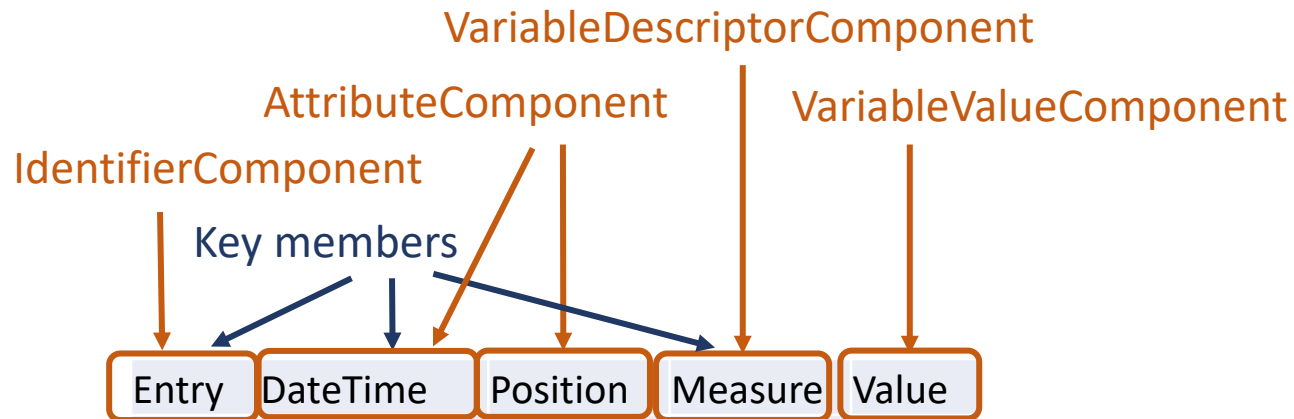 VariableDescriptorComponent
AttributeComponent
VariableValueComponent
IdentifierComponent
Key members
Entry DateTime Position Measure Value